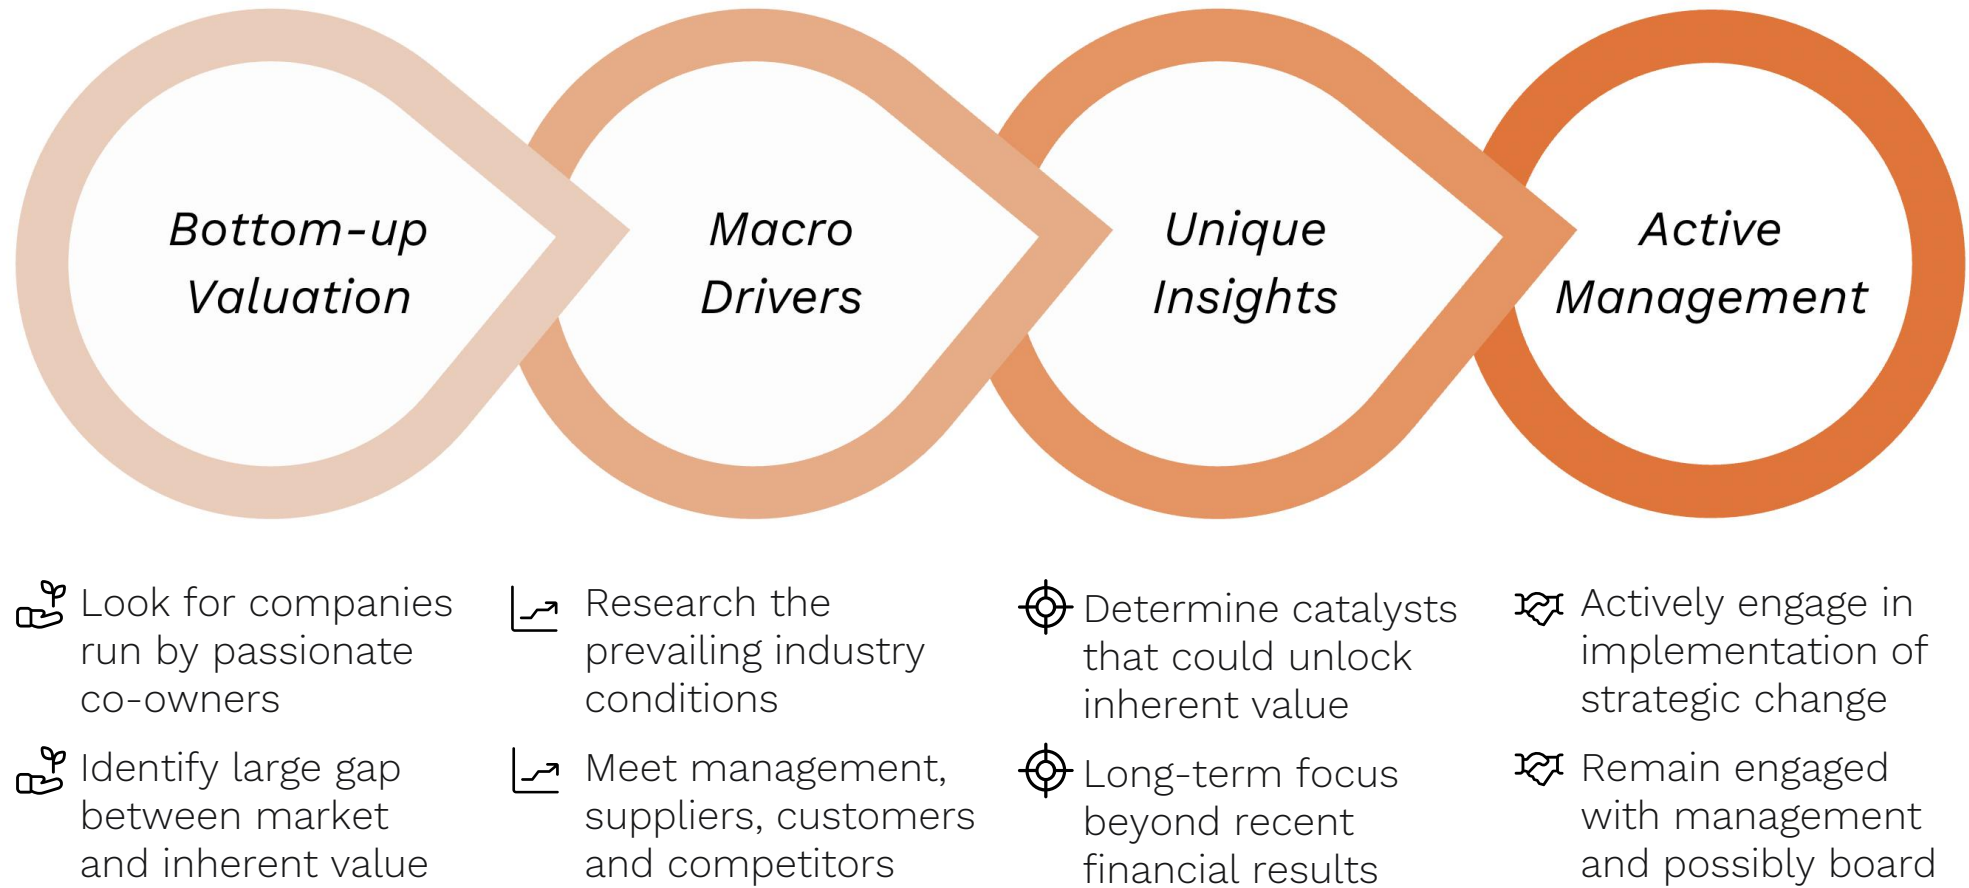 Bottom-up
Valuation
Macro
Drivers
Unique
Insights
Active
Management
Look for companies
run by passionate
co-owners
Identify large gap
between market
and inherent value
Research the
prevailing industry
conditions
Meet management,
suppliers, customers
and competitors
Determine catalysts
that could unlock
inherent value
Long-term focus
beyond recent
financial results
Actively engage in
implementation of
strategic change
Remain engaged
with management
and possibly board